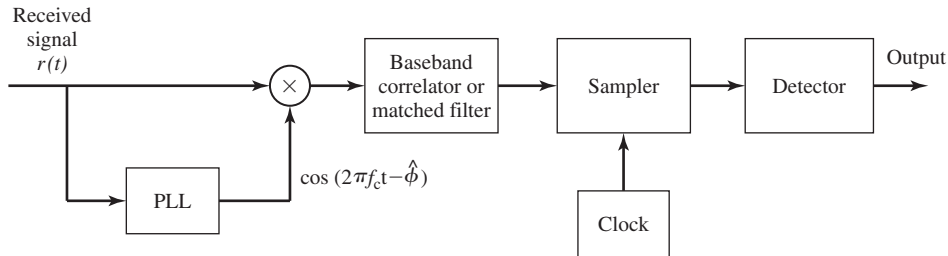 Received
signal
r(t)
×
Baseband
correlator or
matched filter
Sampler
Detector
Output
PLL
cos (2πf_ct−ϕ̂)
Clock